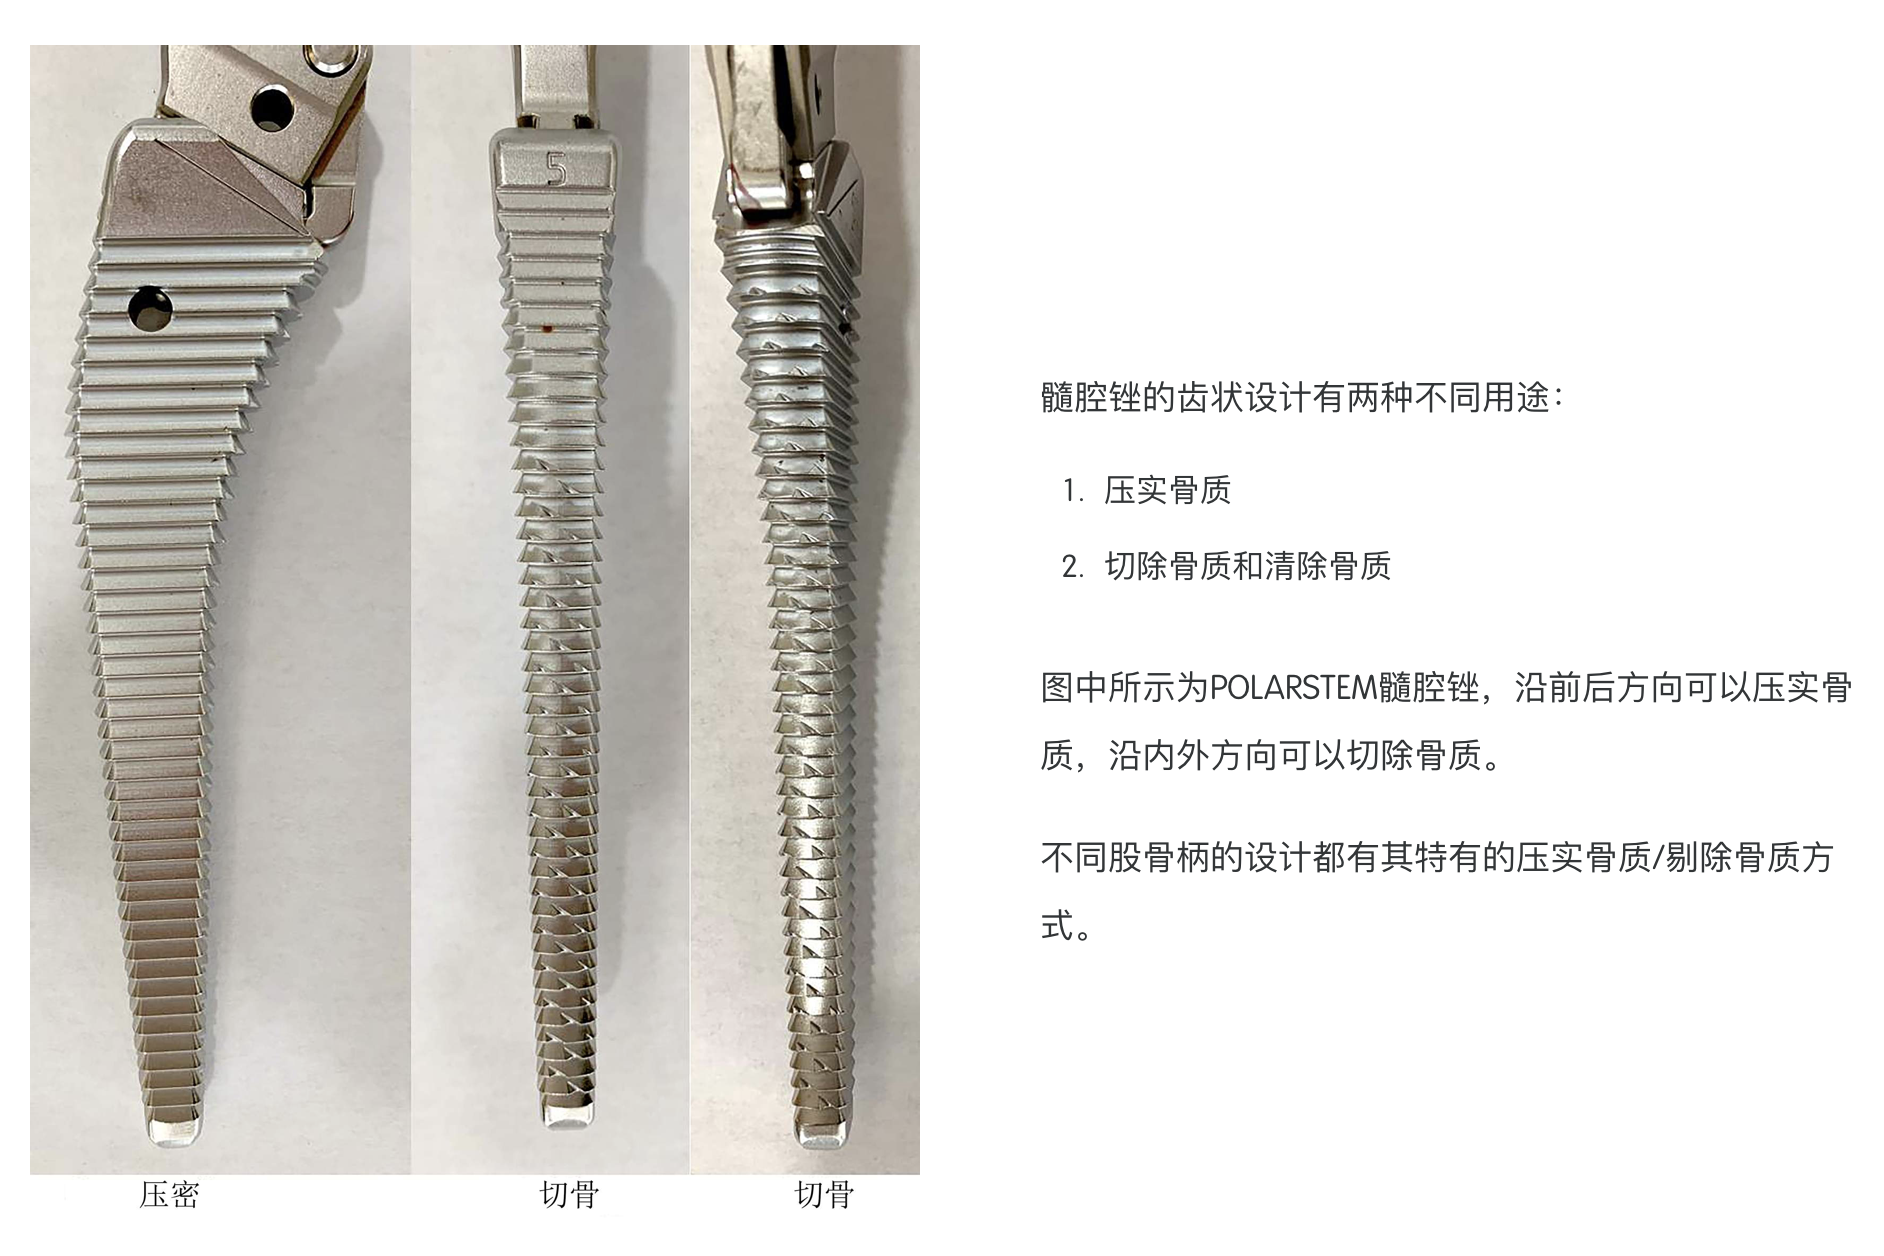 5
压密
切骨
切骨
髓腔锉的齿状设计有两种不同用途：
1. 压实骨质
2. 切除骨质和清除骨质
图中所示为POLARSTEM髓腔锉，沿前后方向可以压实骨
质，沿内外方向可以切除骨质。
不同股骨柄的设计都有其特有的压实骨质/剔除骨质方
式。